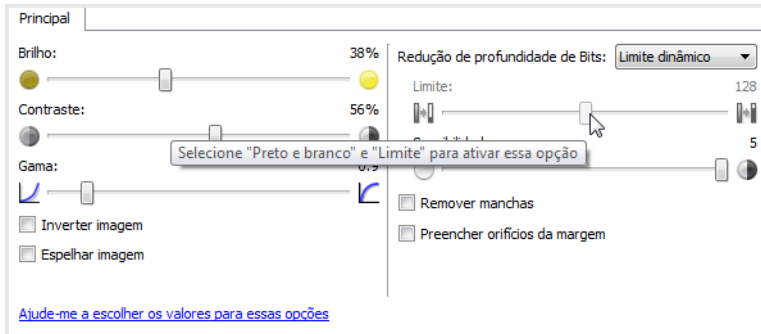 Principal
Brilho: 38%
Contraste: 56%
Selecione "Preto e branco" e "Limite" para ativar essa opção
Gama:
Inverter imagem
Espelhar imagem
Ajude-me a escolher os valores para essas opções
Redução de profundidade de Bits: Limite dinâmico
Limite: 128
5
Remover manchas
Preencher orifícios da margem